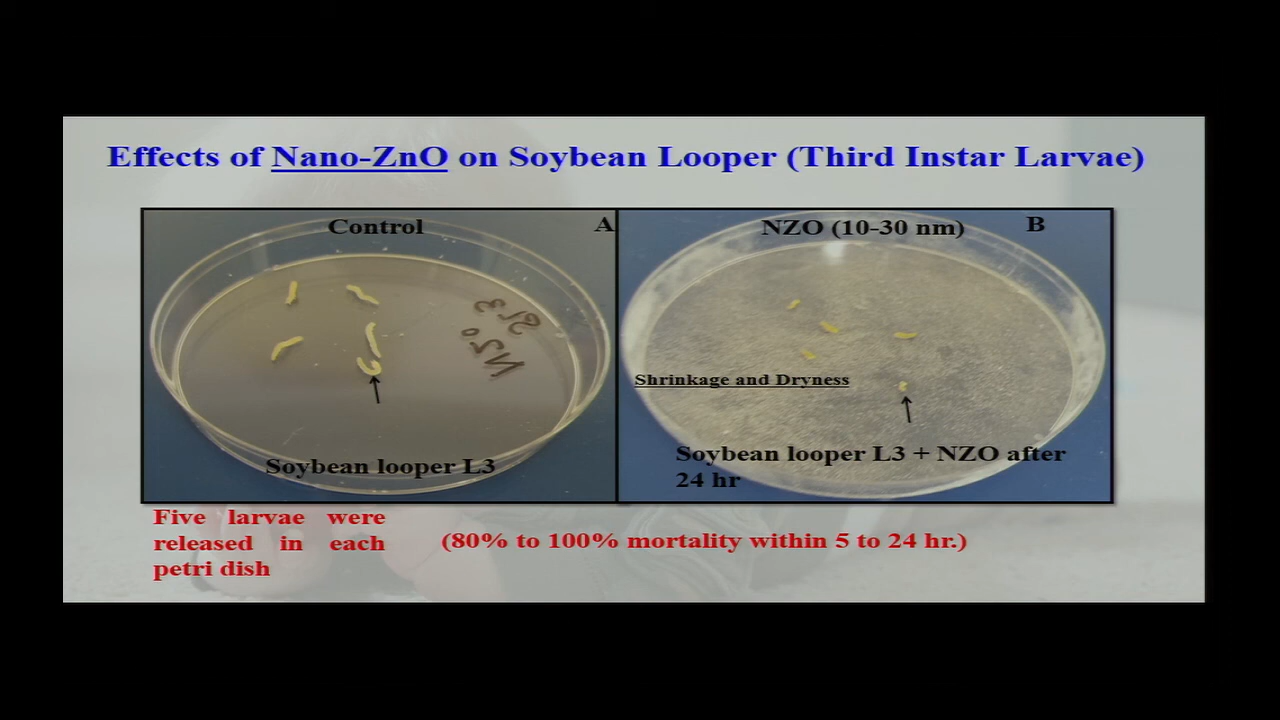 Effects of Nano-ZnO on Soybean Looper (Third Instar Larvae)
Control
A
NZO (10-30 nm)
B
NZO
Shrinkage and Dryness
Soybean looper L3
Soybean looper L3 + NZO after
24 hr
Five larvae were
released in each
petri dish
(80% to 100% mortality within 5 to 24 hr.)